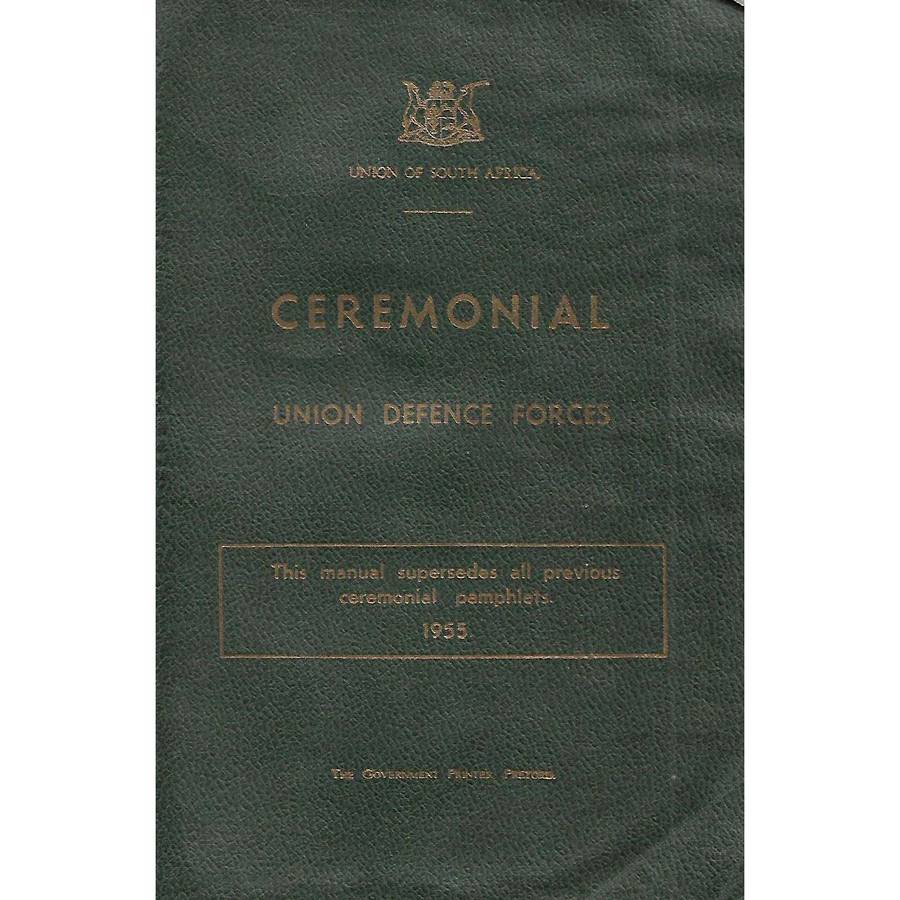 UNION OF SOUTH AFRICA.
CEREMONIAL
UNION DEFENCE FORCES
This manual supersedes all previous
ceremonial pamphlets.
1955.
THE GOVERNMENT PRINTER, PRETORIA.